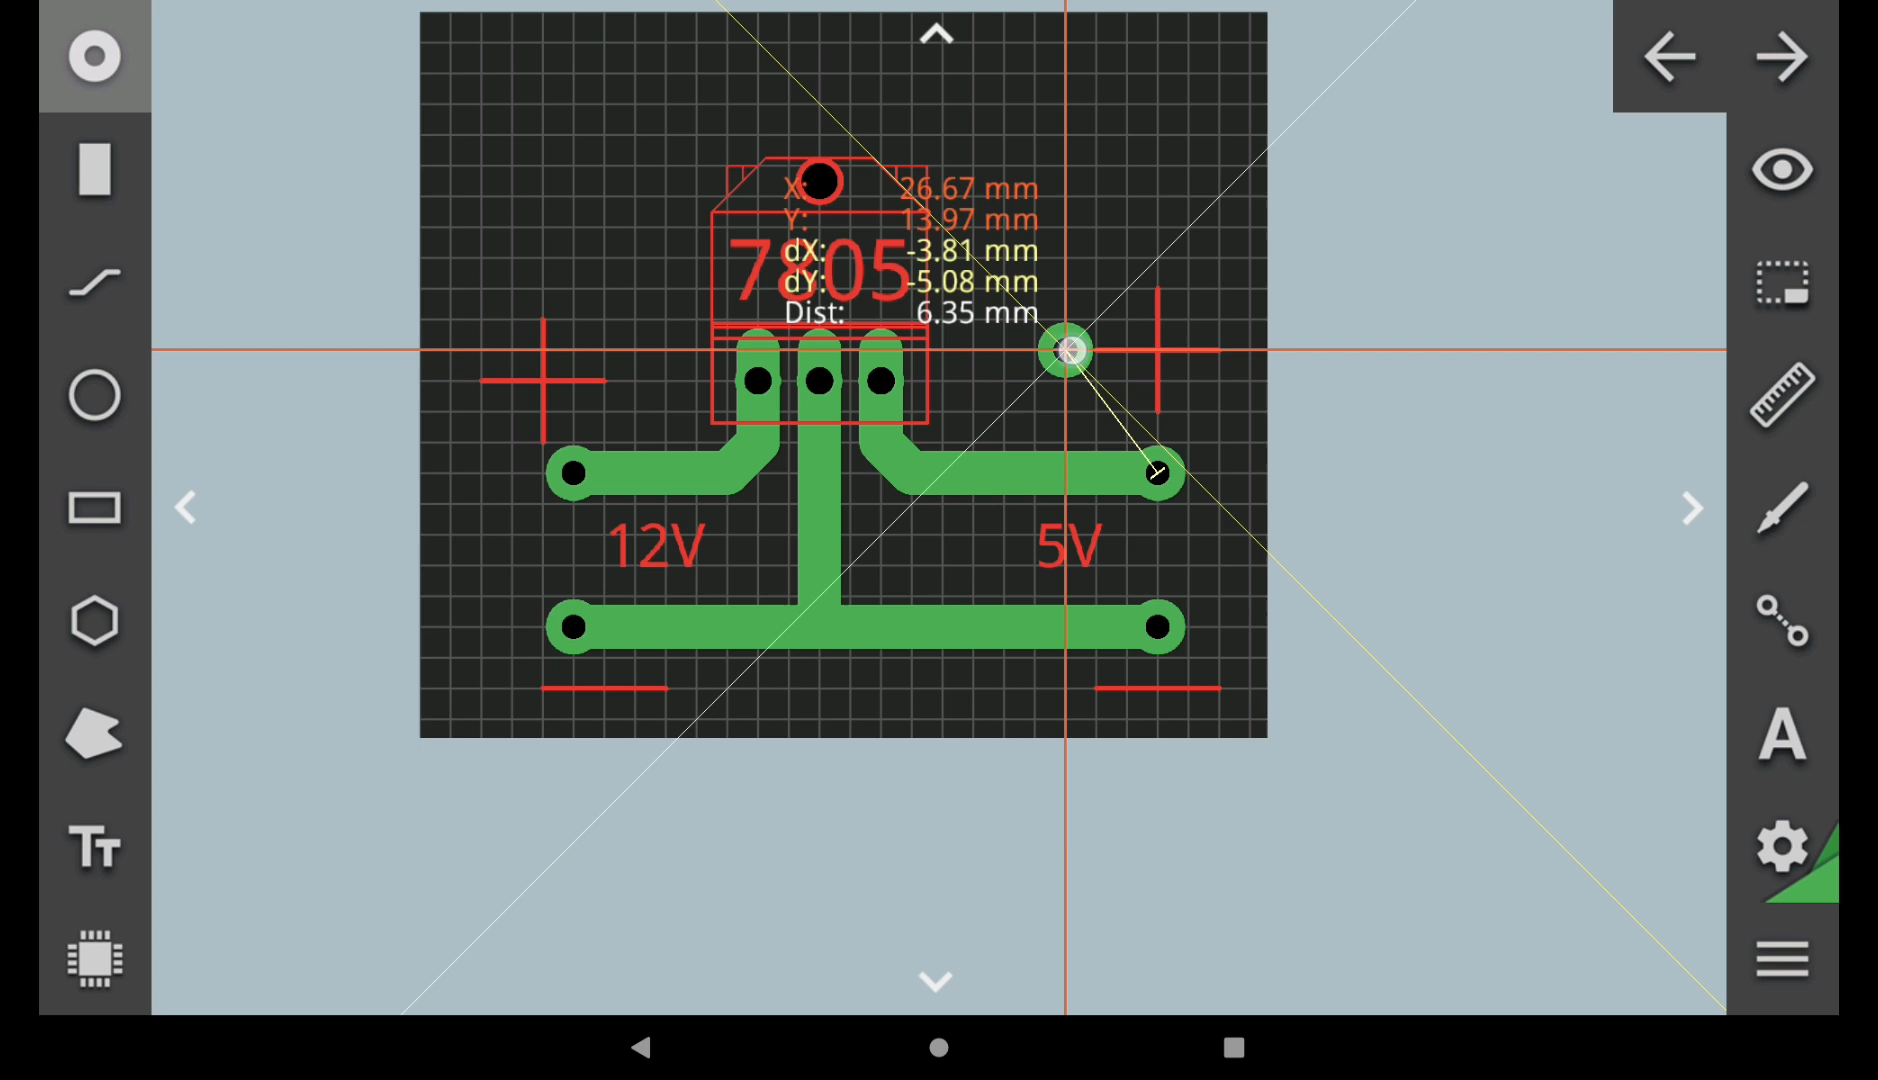 X: 26.67 mm
Y: 13.97 mm
7805
dX: -3.81 mm
dY: -5.08 mm
Dist: 6.35 mm
12V
5V
TT
A